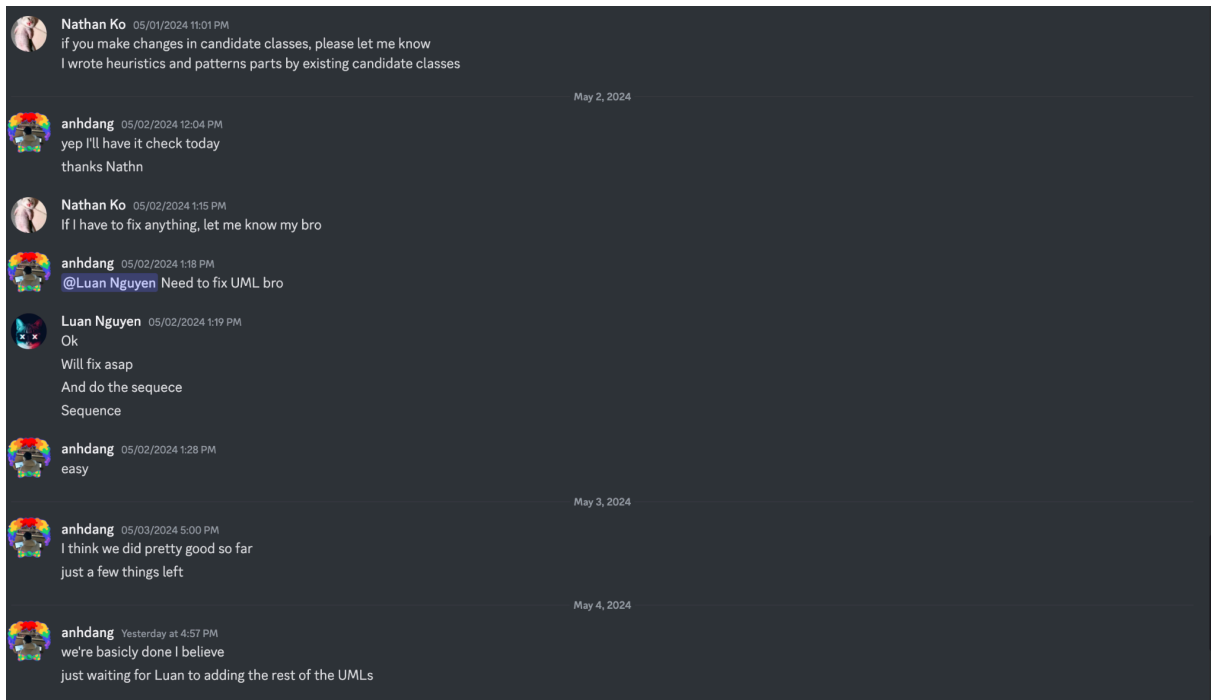 Nathan Ko 05/01/2024 11:01 PM
if you make changes in candidate classes, please let me know
I wrote heuristics and patterns parts by existing candidate classes
May 2, 2024
anhdang 05/02/2024 12:04 PM
yep I'll have it check today
thanks Nathn
Nathan Ko 05/02/2024 1:15 PM
If I have to fix anything, let me know my bro
anhdang 05/02/2024 1:18 PM
@Luan Nguyen Need to fix UML bro
Luan Nguyen 05/02/2024 1:19 PM
Ok
Will fix asap
And do the sequece
Sequence
anhdang 05/02/2024 1:28 PM
easy
May 3, 2024
anhdang 05/03/2024 5:00 PM
I think we did pretty good so far
just a few things left
May 4, 2024
anhdang Yesterday at 4:57 PM
we're basicly done I believe
just waiting for Luan to adding the rest of the UMLs